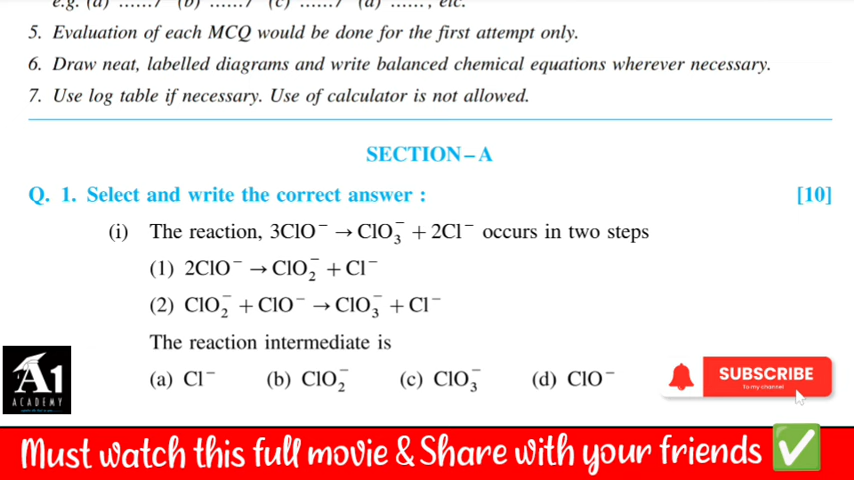 e.g. (a) ....../ (b) ....../ (c) ....../ (d) ......, etc.
5. Evaluation of each MCQ would be done for the first attempt only.
6. Draw neat, labelled diagrams and write balanced chemical equations wherever necessary.
7. Use log table if necessary. Use of calculator is not allowed.
SECTION–A
Q. 1. Select and write the correct answer : [10]
(i) The reaction, 3ClO⁻ → ClO₃⁻ + 2Cl⁻ occurs in two steps
(1) 2ClO⁻ → ClO₂⁻ + Cl⁻
(2) ClO₂⁻ + ClO⁻ → ClO₃⁻ + Cl⁻
The reaction intermediate is
(a) Cl⁻ (b) ClO₂⁻ (c) ClO₃⁻ (d) ClO⁻
A1
ACADEMY
SUBSCRIBE
To my channel
Must watch this full movie & Share with your friends ✅